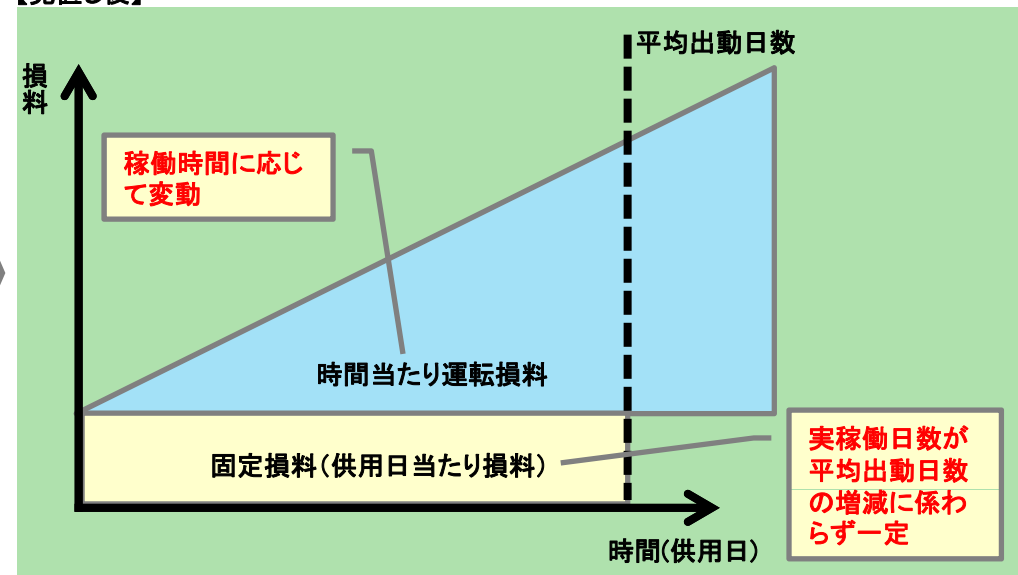 平均出動日数
損料
稼働時間に応じ
て変動
時間当たり運転損料
固定損料(供用日当たり損料)
実稼働日数が
平均出動日数
の増減に係わ
らず一定
時間(供用日)